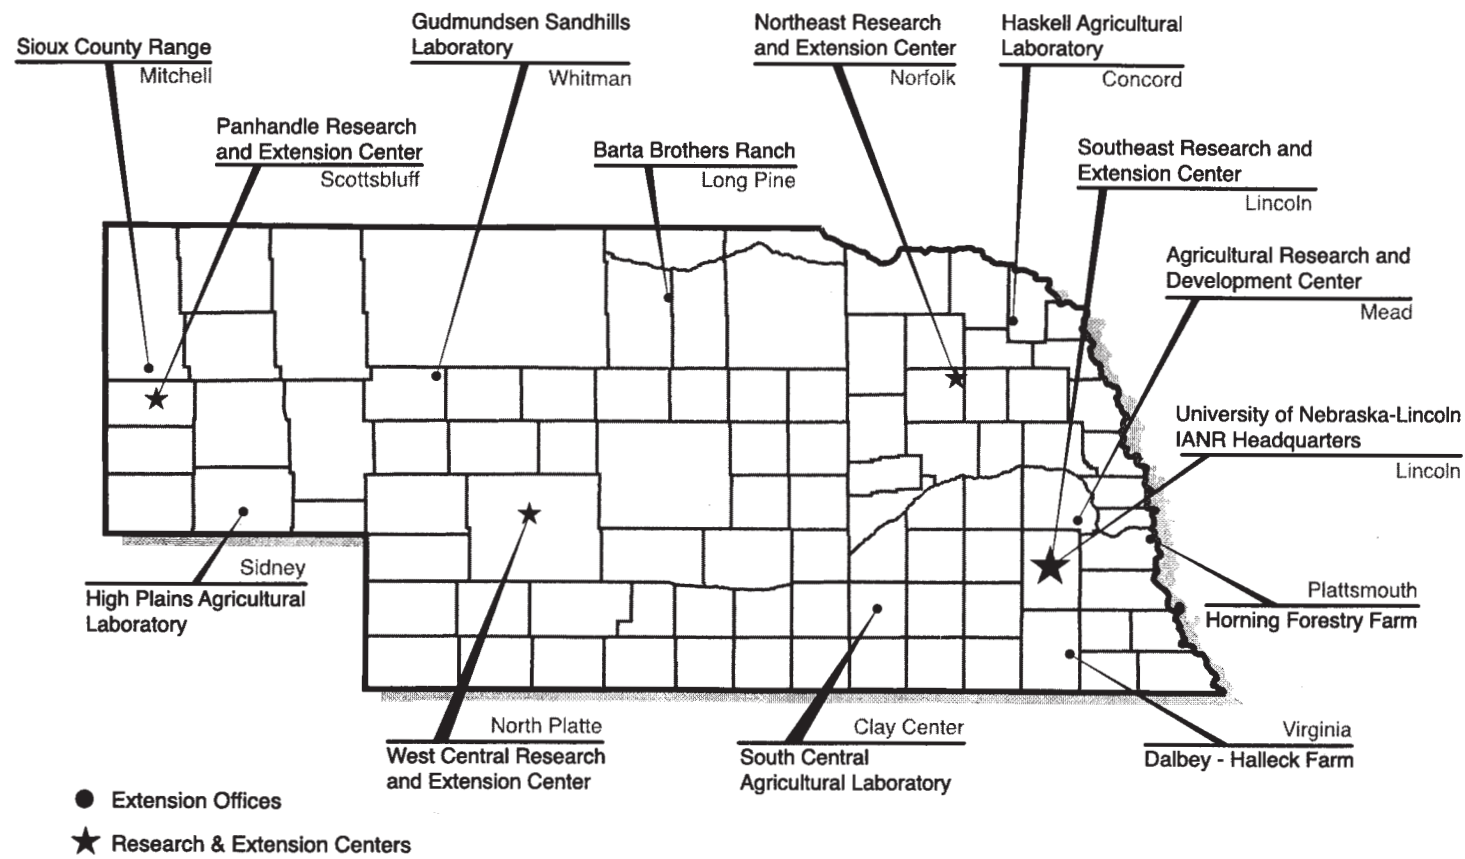 Gudmundsen Sandhills
Laboratory
Whitman
Northeast Research
and Extension Center
Norfolk
Haskell Agricultural
Laboratory
Concord
Sioux County Range
Mitchell
Panhandle Research
and Extension Center
Scottsbluff
Barta Brothers Ranch
Long Pine
Southeast Research and
Extension Center
Lincoln
Agricultural Research and
Development Center
Mead
University of Nebraska-Lincoln
IANR Headquarters
Lincoln
Sidney
High Plains Agricultural
Laboratory
Plattsmouth
Horning Forestry Farm
North Platte
West Central Research
and Extension Center
Clay Center
South Central
Agricultural Laboratory
Virginia
Dalbey - Halleck Farm
Extension Offices
Research & Extension Centers